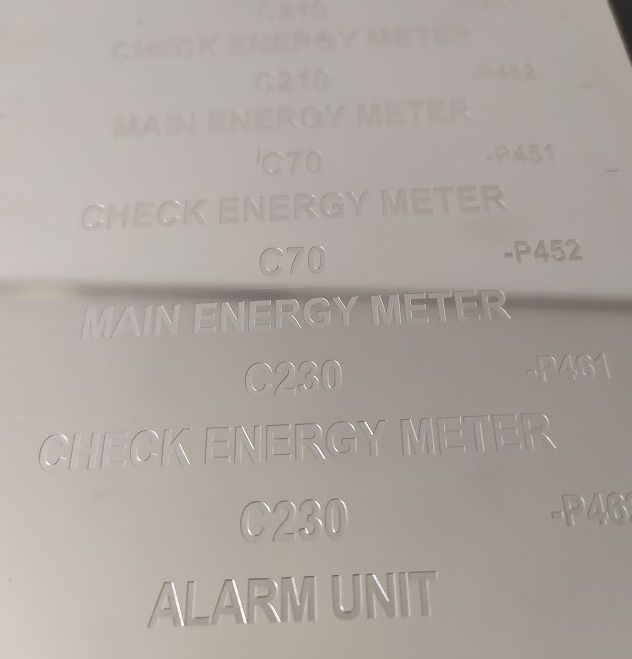 C210
CHECK ENERGY METER
C210 -P462
MAIN ENERGY METER
C70 -P451
CHECK ENERGY METER
C70 -P452
MAIN ENERGY METER
C230 -P461
CHECK ENERGY METER
C230
ALARM UNIT